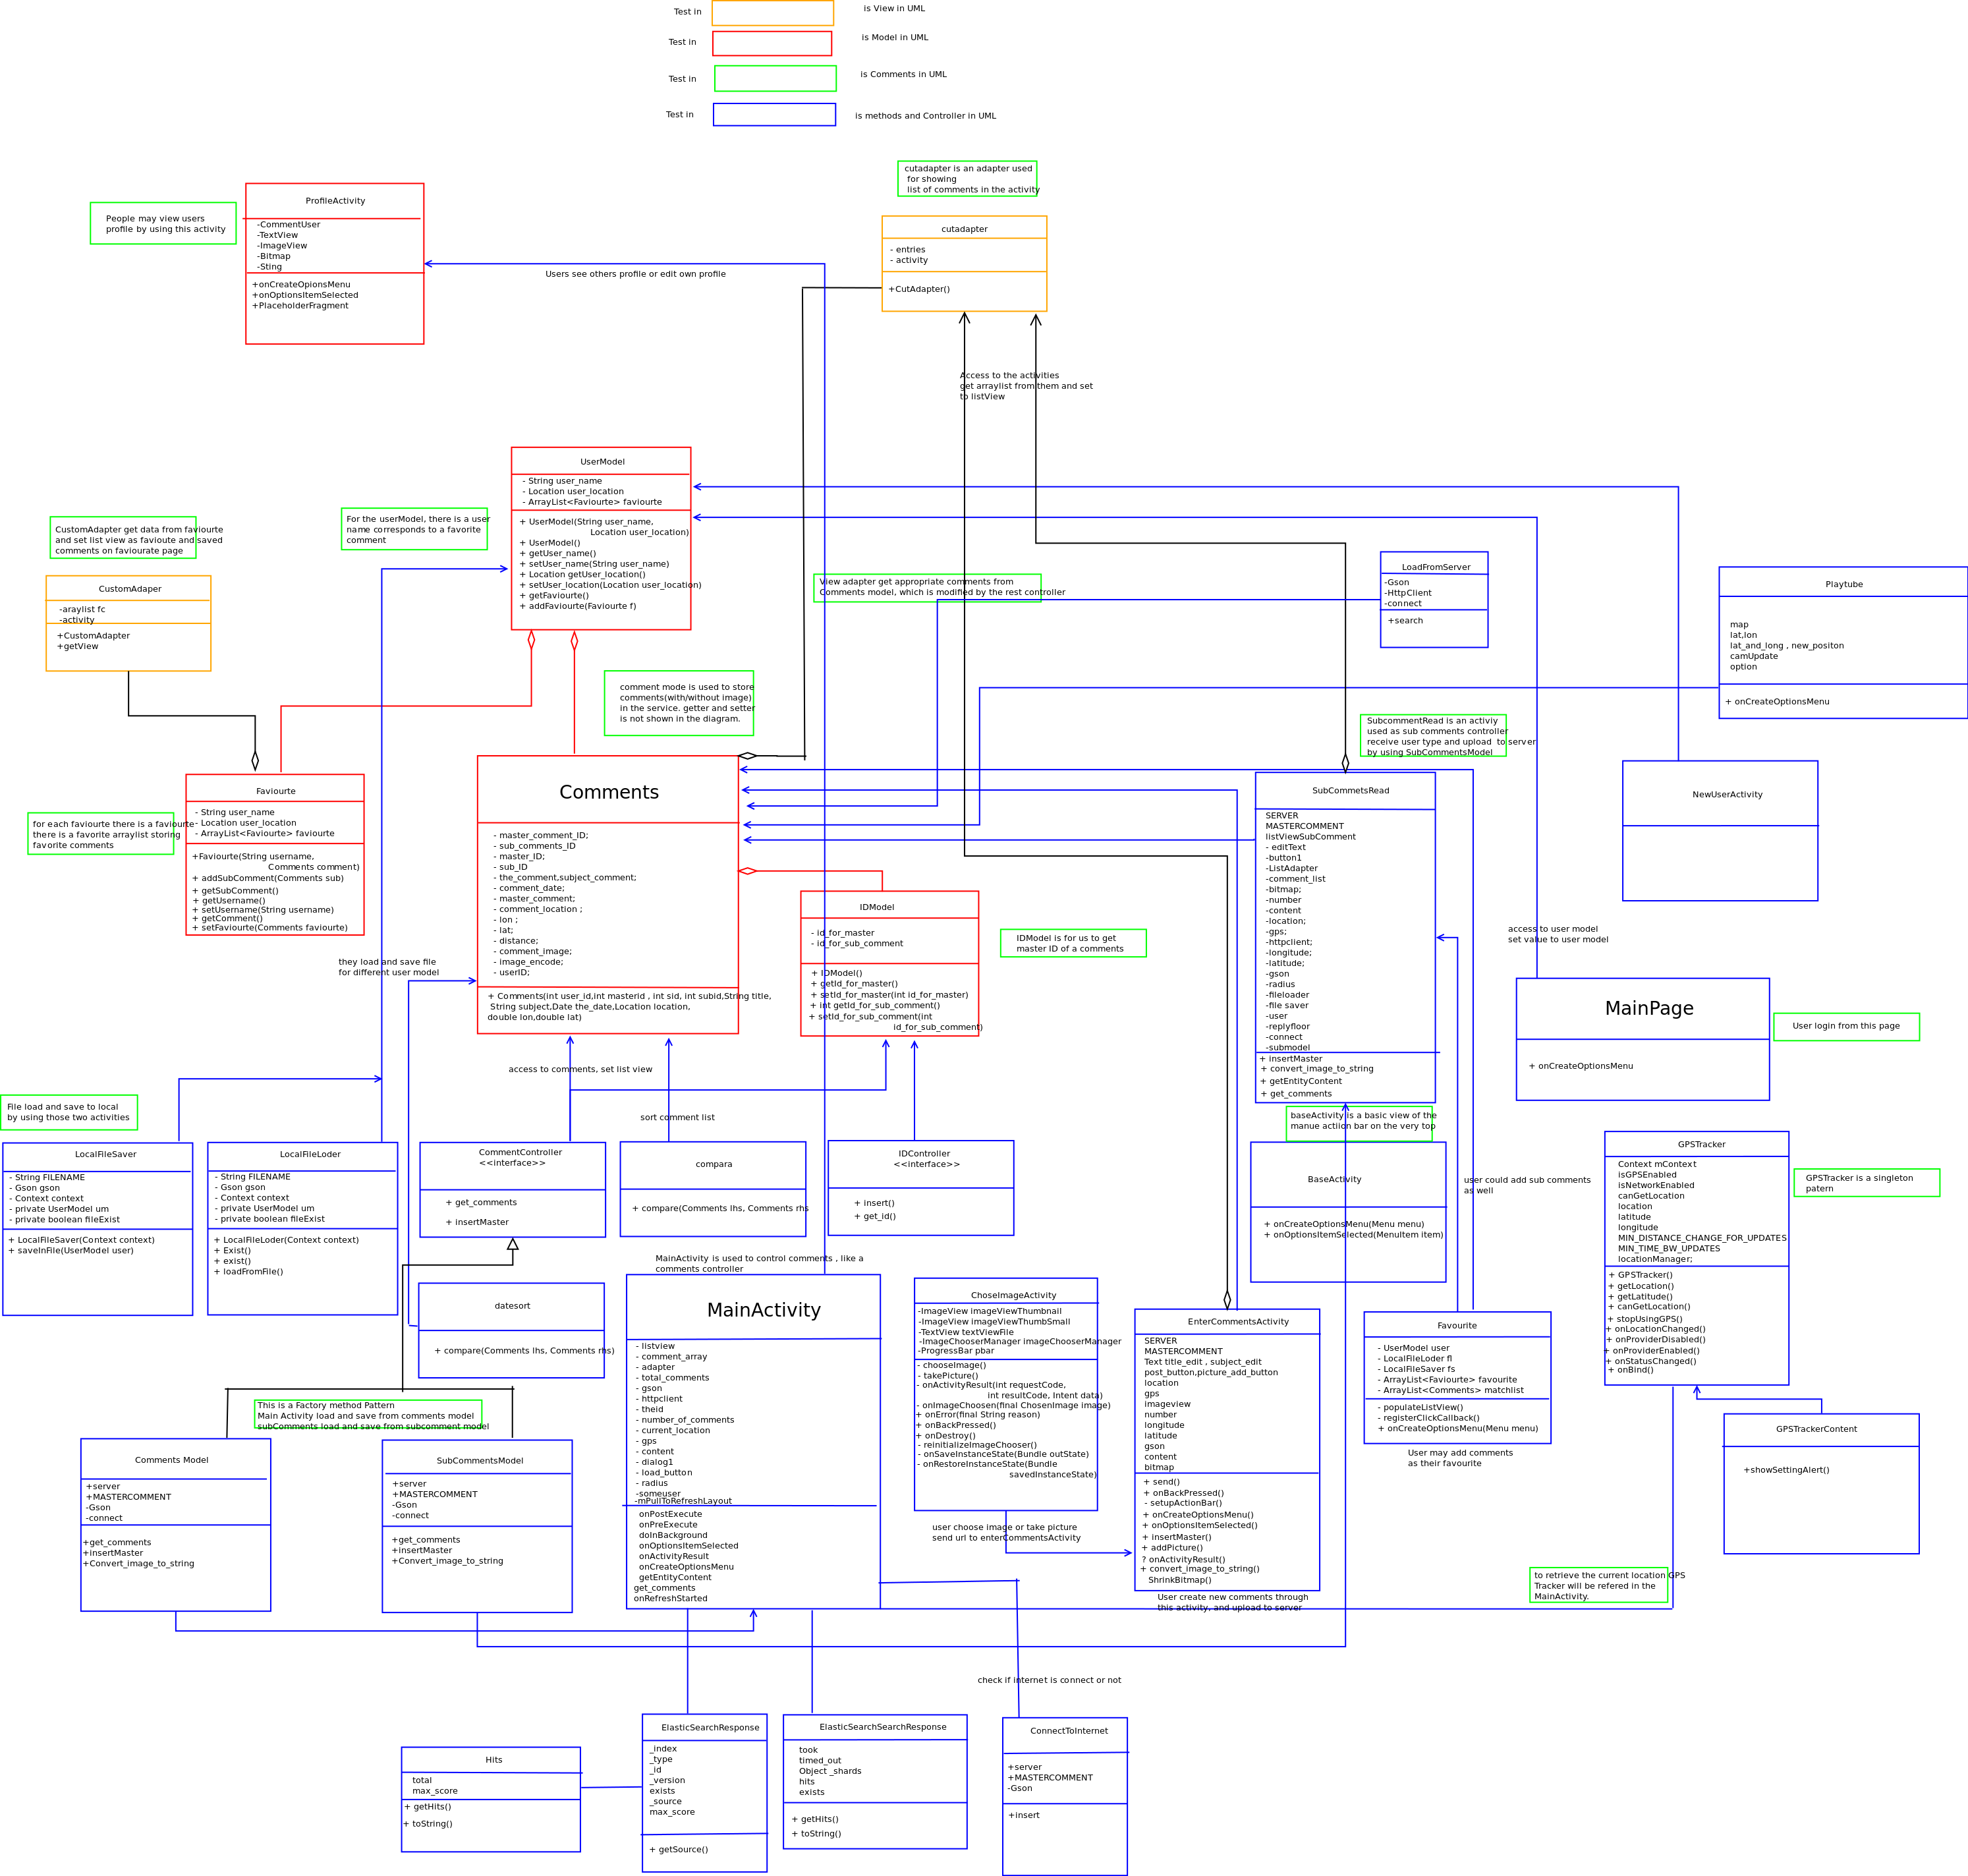 Test in
is View in UML
Test in
is Model in UML
Test in
is Comments in UML
Test in
is methods and Controller in UML
cutadapter is an adapter used
for showing
list of comments in the activity
People may view users
profile by using this activity
ProfileActivity
-CommentUser
-TextView
-ImageView
-Bitmap
-Sting
+onCreateOpionsMenu
+onOptionsItemSelected
+PlaceholderFragment
Users see others profile or edit own profile
cutadapter
- entries
- activity
+CutAdapter()
Access to the activities
get arraylist from them and set
to listView
UserModel
- String user_name
- Location user_location
- ArrayList<Faviourte> faviourte
+ UserModel(String user_name,
Location user_location)
+ UserModel()
+ getUser_name()
+ setUser_name(String user_name)
+ Location getUser_location()
+ setUser_location(Location user_location)
+ getFaviourte()
+ addFaviourte(Faviourte f)
For the userModel, there is a user
name corresponds to a favorite
comment
CustomAdapter get data from faviourte
and set list view as favioute and saved
comments on faviourate page
CustomAdaper
-araylist fc
-activity
+CustomAdapter
+getView
View adapter get appropriate comments from
Comments model, which is modified by the rest controller
LoadFromServer
-Gson
-HttpClient
-connect
+search
Playtube
map
lat,lon
lat_and_long , new_positon
camUpdate
option
+ onCreateOptionsMenu
comment mode is used to store
comments(with/without image)
in the service. getter and setter
is not shown in the diagram.
SubcommentRead is an activiy
used as sub comments controller
receive user type and upload  to server
by using SubCommentsModel
NewUserActivity
Faviourte
- String user_name
- Location user_location
- ArrayList<Faviourte> faviourte
+Faviourte(String username,
Comments comment)
+ addSubComment(Comments sub)
+ getSubComment()
+ getUsername()
+ setUsername(String username)
+ getComment()
+ setFaviourte(Comments faviourte)
for each faviourte there is a faviourte
there is a favorite arraylist storing
favorite comments
Comments
- master_comment_ID;
- sub_comments_ID
- master_ID;
- sub_ID
- the_comment,subject_comment;
- comment_date;
- master_comment;
- comment_location ;
- lon ;
- lat;
- distance;
- comment_image;
- image_encode;
- userID;
+ Comments(int user_id,int masterid , int sid, int subid,String title,
String subject,Date the_date,Location location,
double lon,double lat)
IDModel
- id_for_master
- id_for_sub_comment
+ IDModel()
+ getId_for_master()
+ setId_for_master(int id_for_master)
+ int getId_for_sub_comment()
+ setId_for_sub_comment(int
id_for_sub_comment)
IDModel is for us to get
master ID of a comments
SubCommetsRead
SERVER
MASTERCOMMENT
listViewSubComment
- editText
-button1
-ListAdapter
-comment_list
-bitmap;
-number
-content
-location;
-gps;
-httpclient;
-longitude;
-latitude;
-gson
-radius
-fileloader
-file saver
-user
-replyfloor
-connect
-submodel
+ insertMaster
+ convert_image_to_string
+ getEntityContent
+ get_comments
access to user model
set value to user model
MainPage
+ onCreateOptionsMenu
User login from this page
they load and save file
for different user model
access to comments, set list view
sort comment list
File load and save to local
by using those two activities
LocalFileSaver
- String FILENAME
- Gson gson
- Context context
- private UserModel um
- private boolean fileExist
+ LocalFileSaver(Context context)
+ saveInFile(UserModel user)
LocalFileLoder
- String FILENAME
- Gson gson
- Context context
- private UserModel um
- private boolean fileExist
+ LocalFileLoder(Context context)
+ Exist()
+ exist()
+ loadFromFile()
CommentController
<<interface>>
+ get_comments
+ insertMaster
compara
+ compare(Comments lhs, Comments rhs
IDController
<<interface>>
+ insert()
+ get_id()
baseActivity is a basic view of the
manue actiion bar on the very top
BaseActivity
+ onCreateOptionsMenu(Menu menu)
+ onOptionsItemSelected(MenuItem item)
user could add sub comments
as well
GPSTracker
Context mContext
isGPSEnabled
isNetworkEnabled
canGetLocation
location
latitude
longitude
MIN_DISTANCE_CHANGE_FOR_UPDATES
MIN_TIME_BW_UPDATES
locationManager;
+ GPSTracker()
+ getLocation()
+ getLatitude()
+ canGetLocation()
+ stopUsingGPS()
+ onLocationChanged()
+ onProviderDisabled()
+ onProviderEnabled()
+ onStatusChanged()
+ onBind()
GPSTracker is a singleton
patern
datesort
+ compare(Comments lhs, Comments rhs)
MainActivity is used to control comments , like a
comments controller
MainActivity
- listview
- comment_array
- adapter
- total_comments
- gson
- httpclient
- theId
- number_of_comments
- current_location
- gps
- content
- dialog1
- load_button
- radius
-someuser
-mPullToRefreshLayout
onPostExecute
onPreExecute
doInBackground
onOptionsItemSelected
onActivityResult
onCreateOptionsMenu
getEntityContent
get_comments
onRefreshStarted
ChoseImageActivity
-ImageView imageViewThumbnail
-ImageView imageViewThumbSmall
-TextView textViewFile
-ImageChooserManager imageChooserManager
-ProgressBar pbar
- chooseImage()
- takePicture()
- onActivityResult(int requestCode,
int resultCode, Intent data)
- onImageChoosen(final ChosenImage image)
+ onError(final String reason)
+ onBackPressed()
+ onDestroy()
- reinitializeImageChooser()
- onSaveInstanceState(Bundle outState)
- onRestoreInstanceState(Bundle
savedInstanceState)
user choose image or take picture
send url to enterCommentsActivity
EnterCommentsActivity
SERVER
MASTERCOMMENT
Text title_edit , subject_edit
post_button,picture_add_button
location
gps
imageview
number
longitude
latitude
gson
content
bitmap
+ send()
+ onBackPressed()
- setupActionBar()
+ onCreateOptionsMenu()
+ onOptionsItemSelected()
+ insertMaster()
+ addPicture()
? onActivityResult()
+ convert_image_to_string()
ShrinkBitmap()
User create new comments through
this activity, and upload to server
Favourite
- UserModel user
- LocalFileLoder fl
- LocalFileSaver fs
- ArrayList<Faviourte> favourite
- ArrayList<Comments> matchlist
- populateListView()
- registerClickCallback()
+ onCreateOptionsMenu(Menu menu)
User may add comments
as their favourite
GPSTrackerContent
+showSettingAlert()
This is a Factory method Pattern
Main Activity load and save from comments model
subComments load and save from subcomment model
Comments Model
+server
+MASTERCOMMENT
-Gson
-connect
+get_comments
+insertMaster
+Convert_image_to_string
SubCommentsModel
+server
+MASTERCOMMENT
-Gson
-connect
+get_comments
+insertMaster
+Convert_image_to_string
to retrieve the current location GPS
Tracker will be refered in the
MainActivity.
check if internet is connect or not
Hits
total
max_score
+ getHits()
+ toString()
ElasticSearchResponse
_index
_type
_id
_version
exists
_source
max_score
+ getSource()
ElasticSearchSearchResponse
took
timed_out
Object _shards
hits
exists
+ getHits()
+ toString()
ConnectToInternet
+server
+MASTERCOMMENT
-Gson
+insert